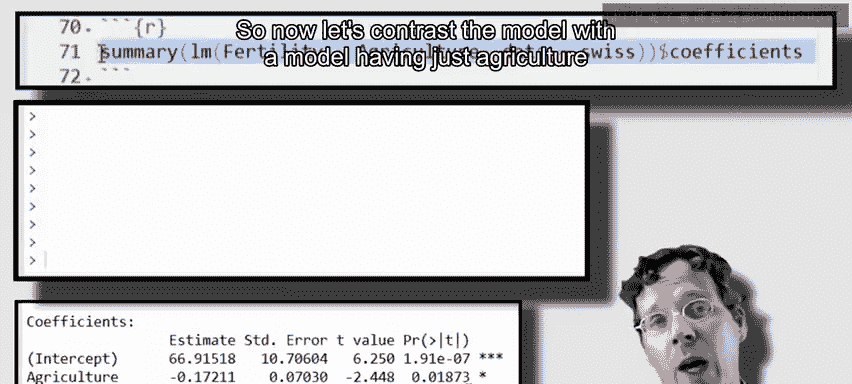 70. ```{r}
So now let's contrast the model with
71 summary(lm(Fertility ~ Agriculture, data = swiss))$coefficients
a model having just agriculture
72. ```
>
>
>
>
>
>
>
>
>
Coefficients:
Estimate Std. Error t value Pr(>|t|)
(Intercept) 66.91518 10.70604 6.250 1.91e-07 ***
Agriculture -0.17211 0.07030 -2.448 0.01873 *